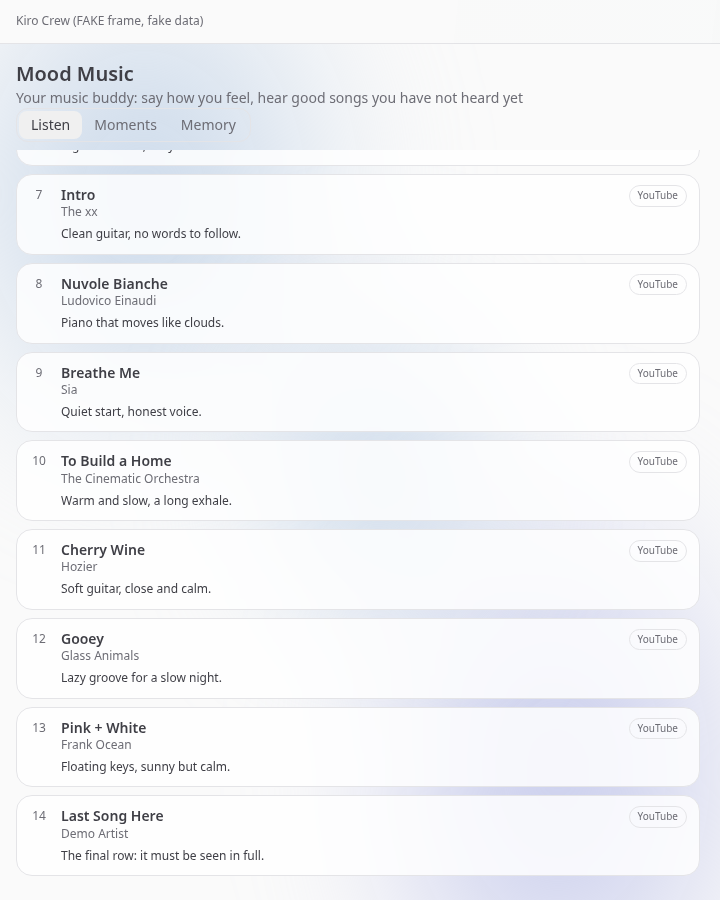 Kiro Crew (FAKE frame, fake data)
Mood Music
Your music buddy: say how you feel, hear good songs you have not heard yet
Listen
Moments
Memory
7
Intro
YouTube
The xx
Clean guitar, no words to follow.
8
Nuvole Bianche
YouTube
Ludovico Einaudi
Piano that moves like clouds.
9
Breathe Me
YouTube
Sia
Quiet start, honest voice.
10
To Build a Home
YouTube
The Cinematic Orchestra
Warm and slow, a long exhale.
11
Cherry Wine
YouTube
Hozier
Soft guitar, close and calm.
12
Gooey
YouTube
Glass Animals
Lazy groove for a slow night.
13
Pink + White
YouTube
Frank Ocean
Floating keys, sunny but calm.
14
Last Song Here
YouTube
Demo Artist
The final row: it must be seen in full.